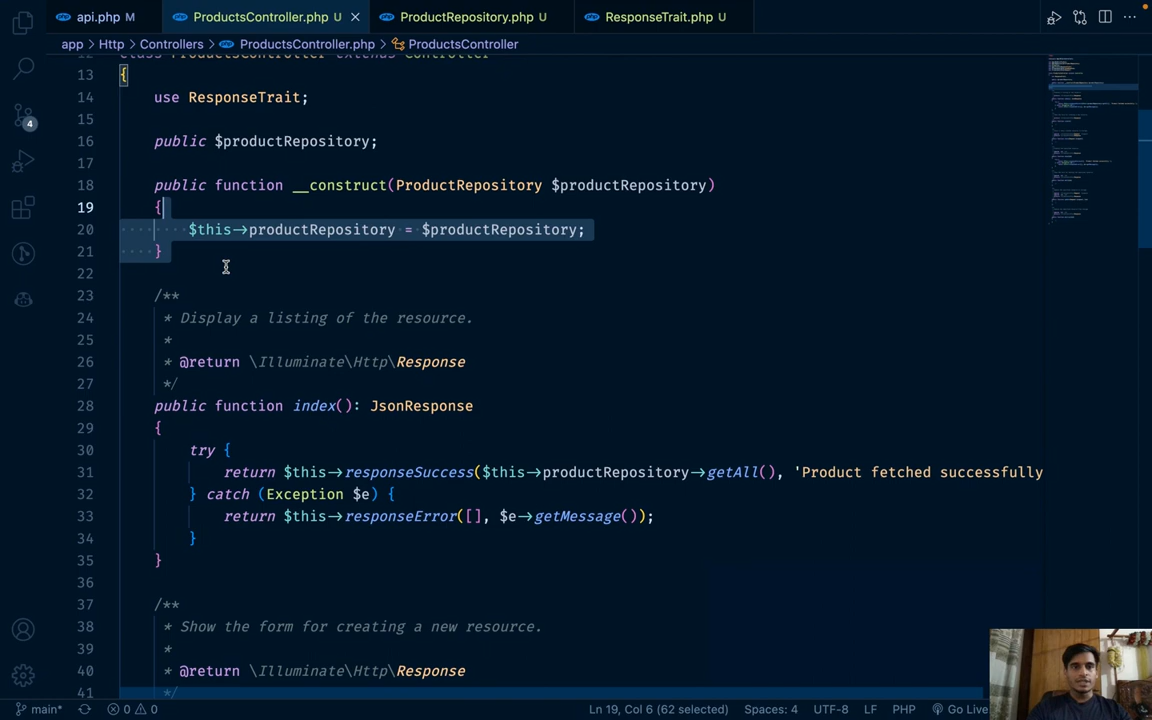 api.php M
ProductsController.php U
ProductRepository.php U
ResponseTrait.php U
app > Http > Controllers > ProductsController.php > ProductsController
13 {
14 use ResponseTrait;
15
16 public $productRepository;
17
18 public function __construct(ProductRepository $productRepository)
19 {
20 $this->productRepository = $productRepository;
21 }
22
23 /**
24 * Display a listing of the resource.
25 *
26 * @return \Illuminate\Http\Response
27 */
28 public function index(): JsonResponse
29 {
30 try {
31 return $this->responseSuccess($this->productRepository->getAll(), 'Product fetched successfully
32 } catch (Exception $e) {
33 return $this->responseError([], $e->getMessage());
34 }
35 }
36
37 /**
38 * Show the form for creating a new resource.
39 *
40 * @return \Illuminate\Http\Response
41 */
4
main* 0 0 Ln 19, Col 6 (62 selected) Spaces: 4 UTF-8 LF PHP Go Live